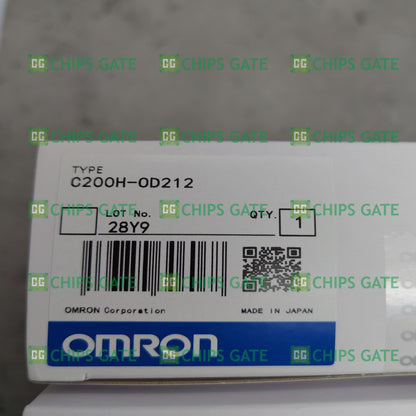 CHIPS GATE CHIPS GATE CHIPS GATE
CHIPS GATE CHIPS GATE CHIPS GATE
CHIPS GATE CHIPS GATE CHIPS GATE
TYPE
C200H-OD212
LOT No. QTY.
28Y9 1
CHIPS GATE CHIPS GATE CHIPS GATE
CHIPS GATE CHIPS GATE CHIPS GATE
OMRON Corporation MADE IN JAPAN
OMRON
CHIPS GATE CHIPS GATE CHIPS GATE